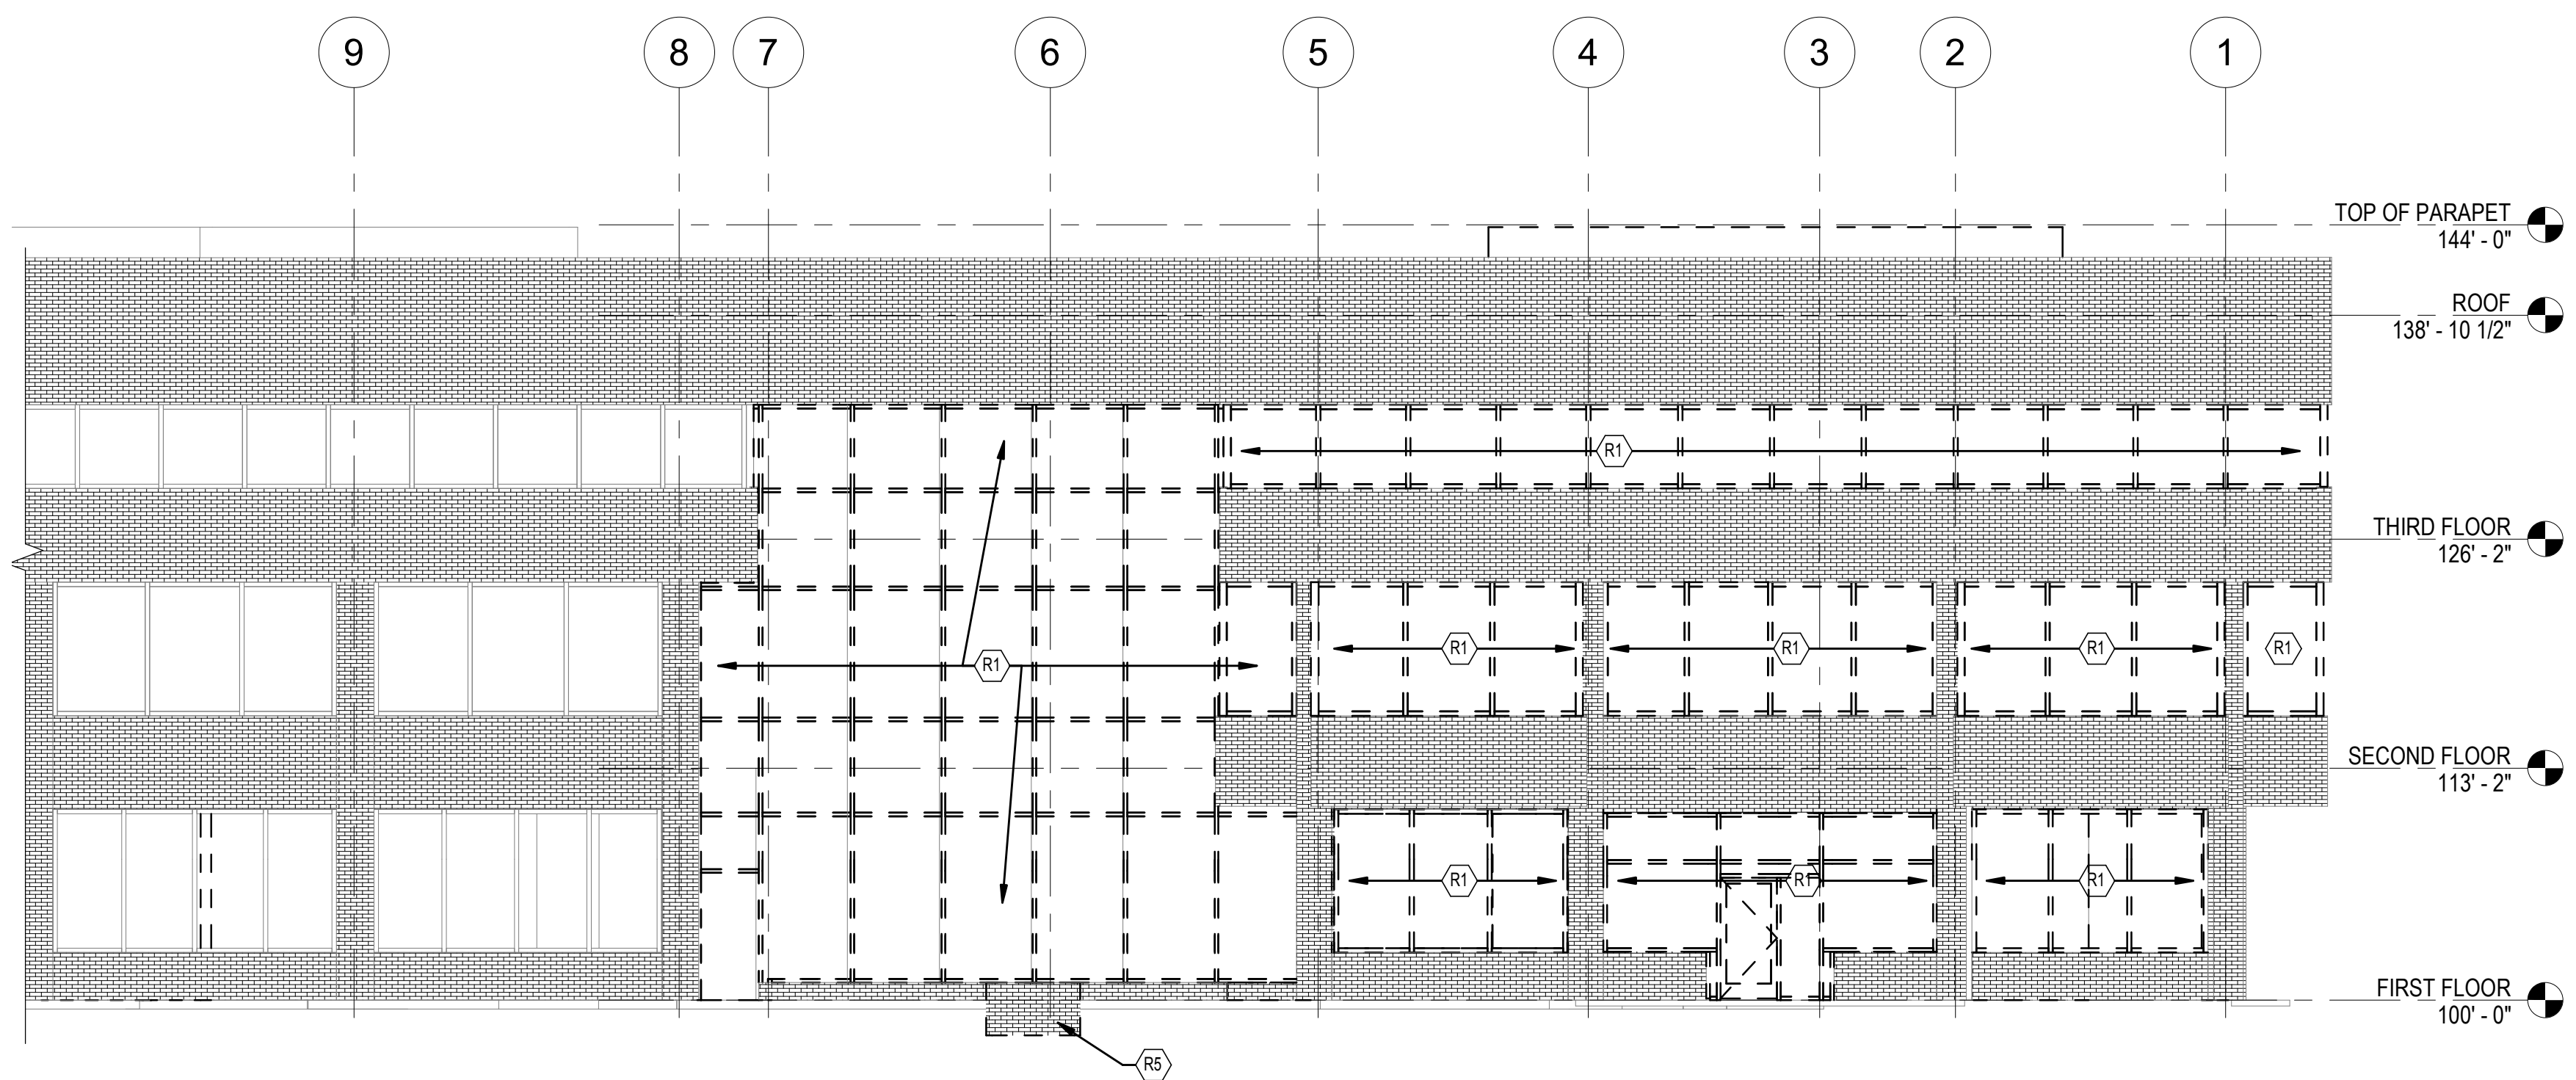 9
8
7
6
5
4
3
2
1
TOP OF PARAPET
144' - 0"
ROOF
138' - 10 1/2"
R1
THIRD FLOOR
126' - 2"
R1
R1
R1
R1
R1
SECOND FLOOR
113' - 2"
R1
R1
R1
FIRST FLOOR
100' - 0"
R5